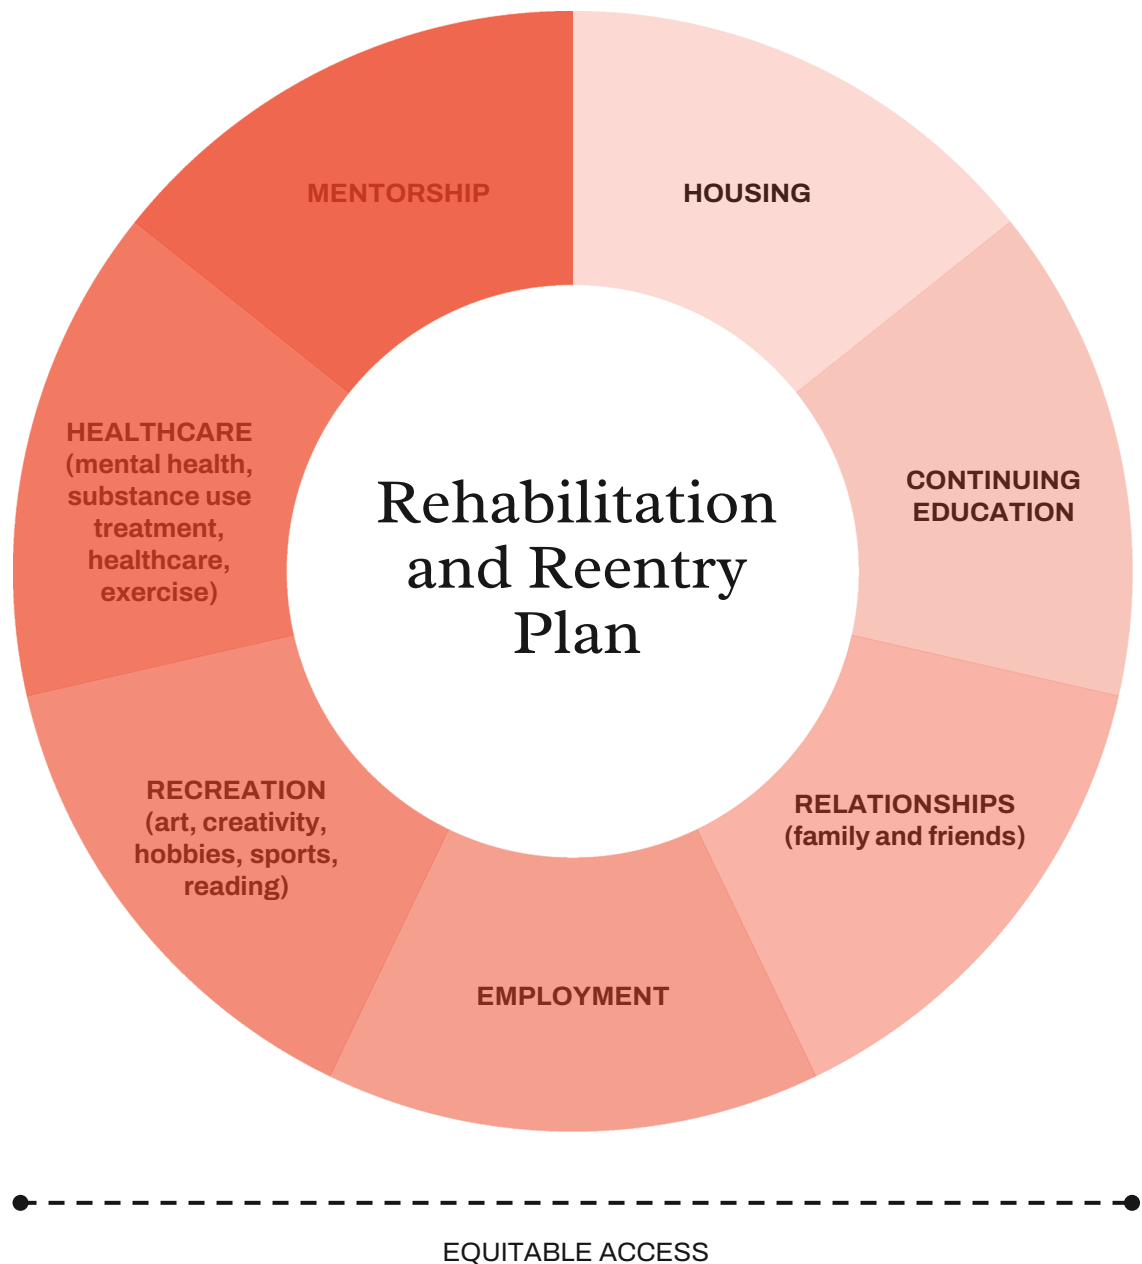 MENTORSHIP
HOUSING
HEALTHCARE
(mental health,
substance use
treatment,
healthcare,
exercise)
CONTINUING
EDUCATION
Rehabilitation
and Reentry
Plan
RECREATION
(art, creativity,
hobbies, sports,
reading)
RELATIONSHIPS
(family and friends)
EMPLOYMENT
EQUITABLE ACCESS